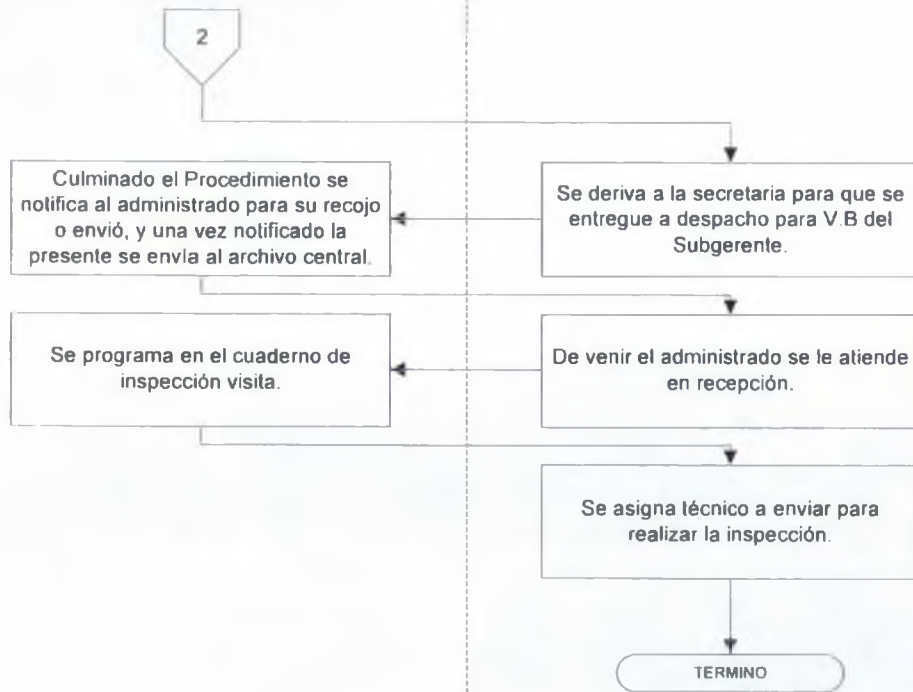 2
Se deriva a la secretaria para que se
entregue a despacho para V.B del
Subgerente.
Culminado el Procedimiento se
notifica al administrado para su recojo
o envió, y una vez notificado la
presente se envía al archivo central.
De venir el administrado se le atiende
en recepción.
Se programa en el cuaderno de
inspección visita.
Se asigna técnico a enviar para
realizar la inspección.
TERMINO